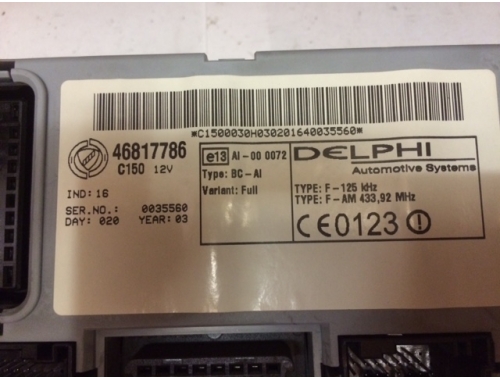 *C1500030H030201640035560*
46817786
C150 12V
IND: 16
SER.NO.: 0035560
DAY: 020 YEAR: 03
e13 AI-00 0072
Type: BC-AI
Variant: Full
DELPHI
Automotive Systems
TYPE: F-125 kHz
TYPE: F-AM 433,92 MHz
CE0123